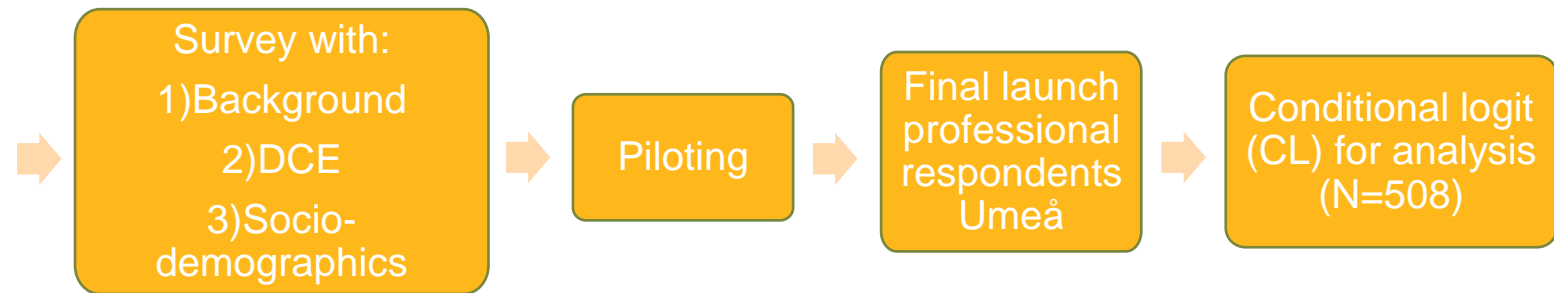 Survey with:
1)Background
2)DCE
3)Socio-
demographics
Piloting
Final launch
professional
respondents
Umeå
Conditional logit
(CL) for analysis
(N=508)